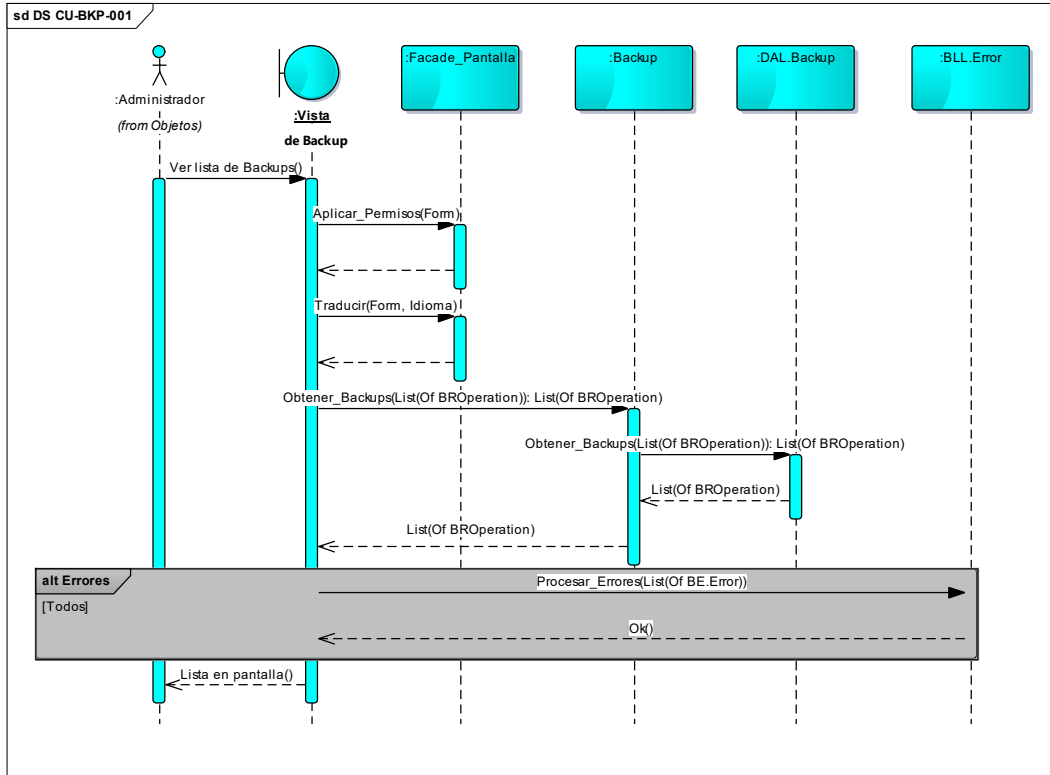 sd DS CU-BKP-001
:Administrador
(from Objetos)
:Vista
de Backup
:Facade_Pantalla
:Backup
:DAL.Backup
:BLL.Error
Ver lista de Backups()
Aplicar_Permisos(Form)
Traducir(Form, Idioma)
Obtener_Backups(List(Of BROperation)): List(Of BROperation)
Obtener_Backups(List(Of BROperation)): List(Of BROperation)
List(Of BROperation)
List(Of BROperation)
alt Errores
[Todos]
Procesar_Errores(List(Of BE.Error))
Ok()
Lista en pantalla()